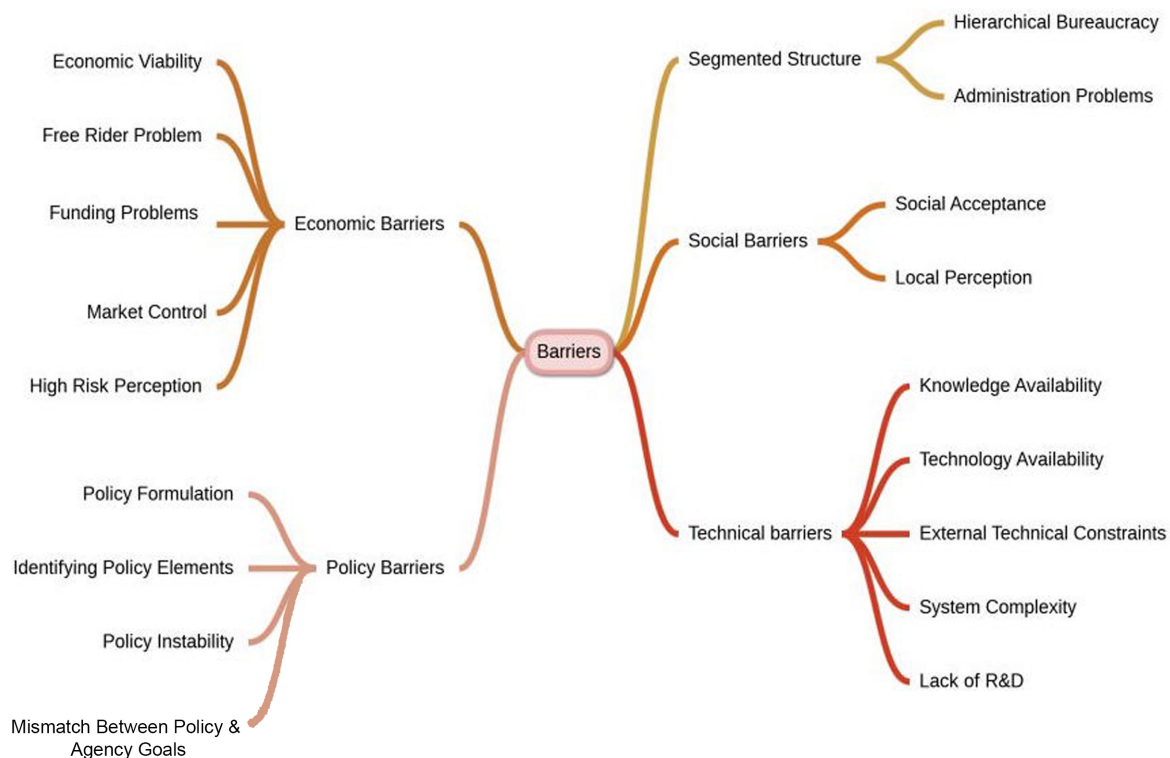 Economic Viability
Free Rider Problem
Funding Problems
Economic Barriers
Market Control
High Risk Perception
Policy Formulation
Identifying Policy Elements
Policy Barriers
Policy Instability
Mismatch Between Policy &
Agency Goals
Barriers
Segmented Structure
Hierarchical Bureaucracy
Administration Problems
Social Barriers
Social Acceptance
Local Perception
Technical barriers
Knowledge Availability
Technology Availability
External Technical Constraints
System Complexity
Lack of R&D